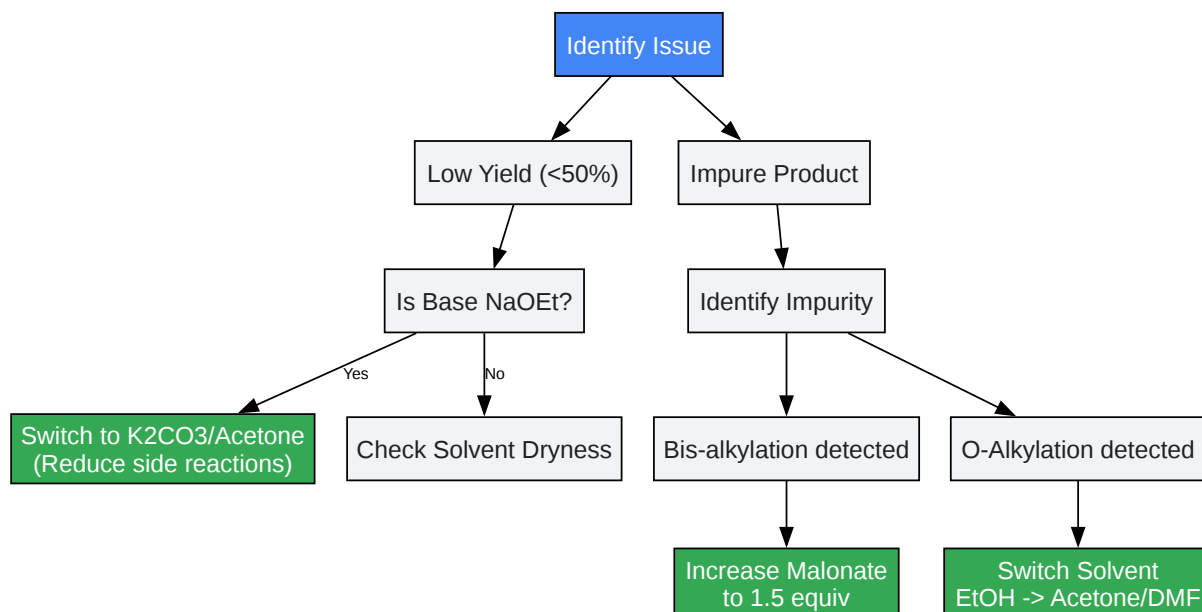 Identify Issue
Low Yield (<50%)
Impure Product
Is Base NaOEt?
Identify Impurity
Yes
No
Switch to K2CO3/Acetone
(Reduce side reactions)
Check Solvent Dryness
Bis-alkylation detected
O-Alkylation detected
Increase Malonate
to 1.5 equiv
Switch Solvent
EtOH -> Acetone/DMF